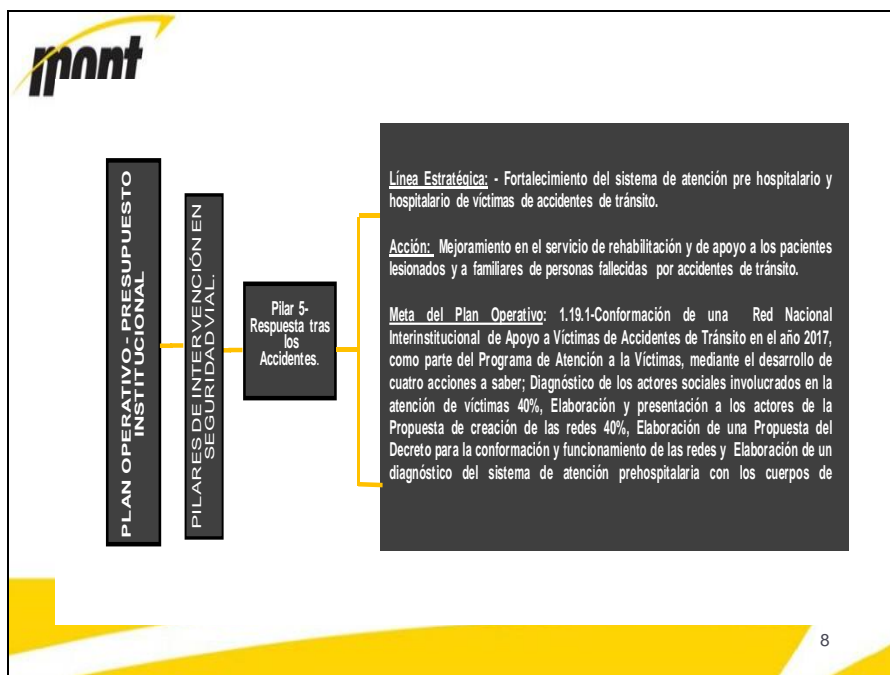 mont
PLAN OPERATIVO - PRESUPUESTO
INSTITUCIONAL
PILARES DE INTERVENCIÓN EN
SEGURIDAD VIAL.
Pilar 5-
Respuesta tras
los
Accidentes.
Línea Estratégica: - Fortalecimiento del sistema de atención pre hospitalario y
hospitalario de víctimas de accidentes de tránsito.
Acción: Mejoramiento en el servicio de rehabilitación y de apoyo a los pacientes
lesionados y a familiares de personas fallecidas por accidentes de tránsito.
Meta del Plan Operativo: 1.19.1-Conformación de una Red Nacional
Interinstitucional de Apoyo a Víctimas de Accidentes de Tránsito en el año 2017,
como parte del Programa de Atención a la Víctimas, mediante el desarrollo de
cuatro acciones a saber; Diagnóstico de los actores sociales involucrados en la
atención de víctimas 40%, Elaboración y presentación a los actores de la
Propuesta de creación de las redes 40%, Elaboración de una Propuesta del
Decreto para la conformación y funcionamiento de las redes y Elaboración de un
diagnóstico del sistema de atención prehospitalaria con los cuerpos de
8